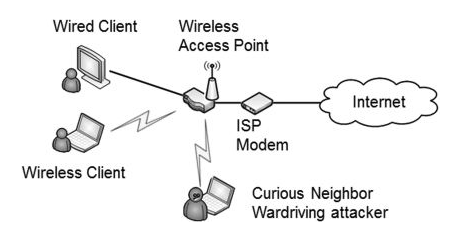 Wired Client
Wireless
Access Point
Internet
ISP
Modem
Wireless Client
Curious Neighbor
Wardriving attacker